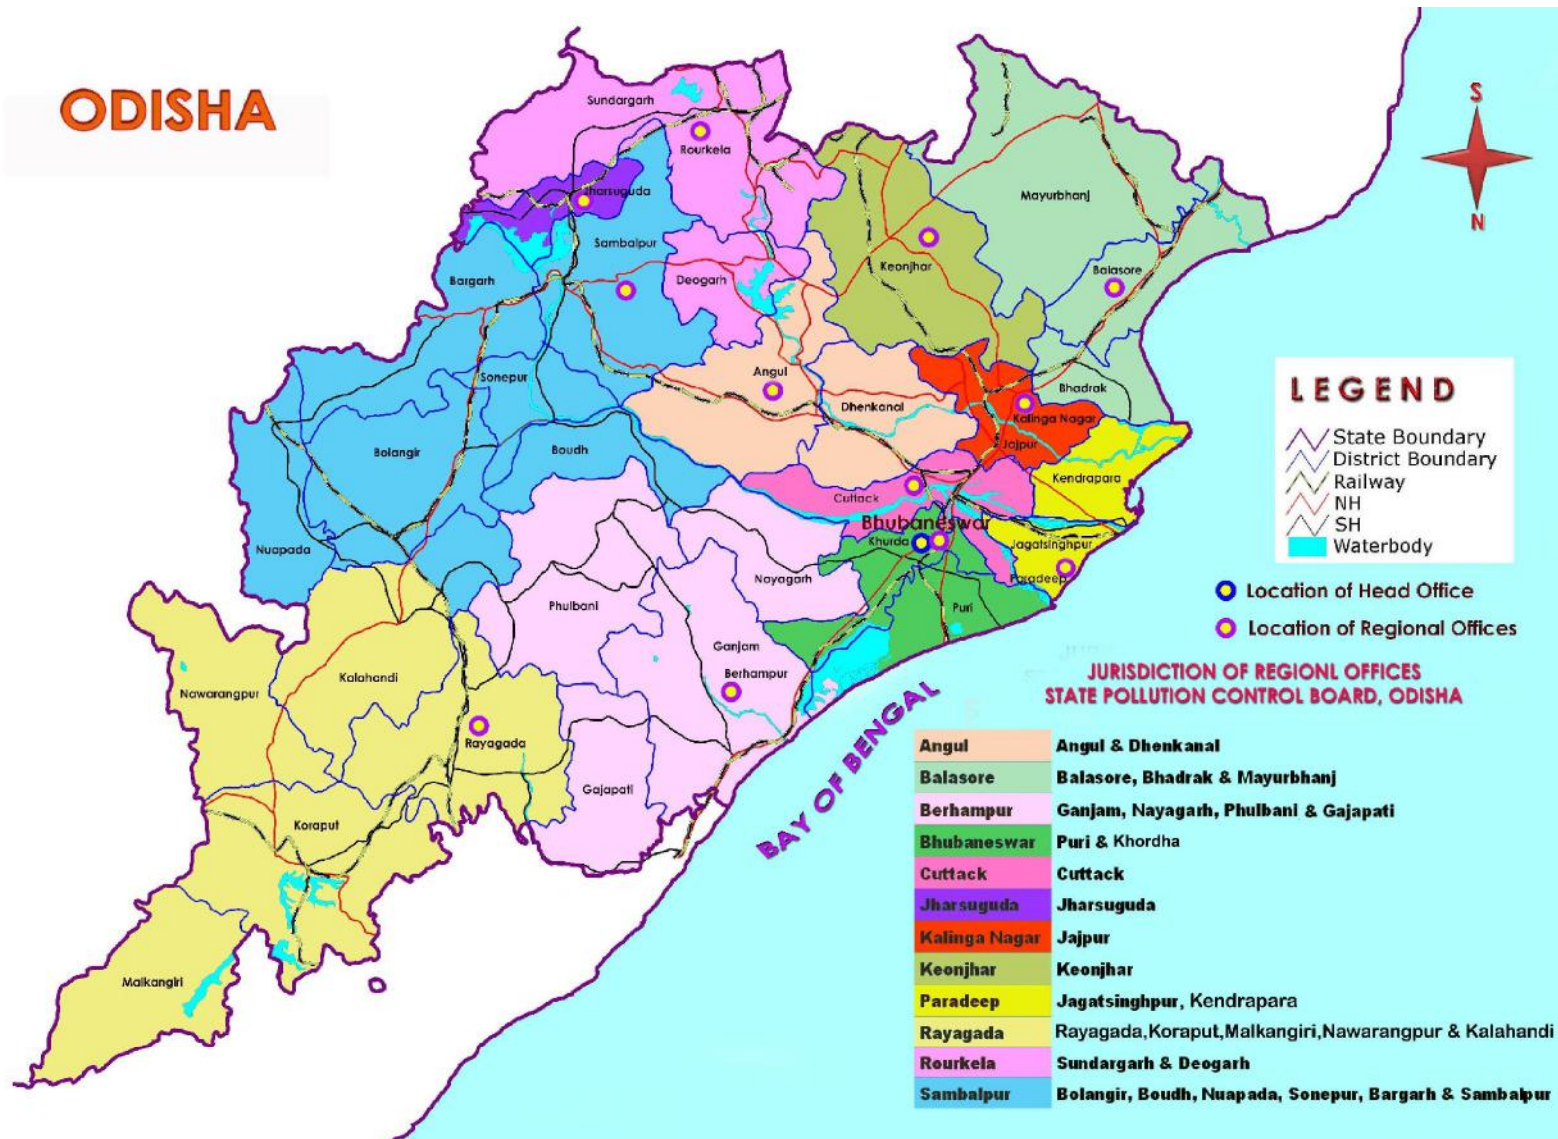 ODISHA
S
N
Sundargarh
Rourkela
Jharsuguda
Mayurbhanj
Sambalpur
Keonjhar
Balasore
Bargarh
Deogarh
Angul
Sonepur
Bhadrak
Dhenkanal
Kalinga Nagar
Jajpur
Bolangir
Boudh
Kendrapara
Cuttack
Bhubaneswar
Khurda
Jagatsinghpur
Nuapada
Paradeep
Nayagarh
Phulbani
Puri
Ganjam
Berhampur
Kalahandi
Nawarangpur
Rayagada
Gajapati
Koraput
Malkangiri
BAY OF BENGAL
LEGEND
State Boundary
District Boundary
Railway
NH
SH
Waterbody
Location of Head Office
Location of Regional Offices
JURISDICTION OF REGIONL OFFICES
STATE POLLUTION CONTROL BOARD, ODISHA
Angul Angul & Dhenkanal
Balasore Balasore, Bhadrak & Mayurbhanj
Berhampur Ganjam, Nayagarh, Phulbani & Gajapati
Bhubaneswar Puri & Khordha
Cuttack Cuttack
Jharsuguda Jharsuguda
Kalinga Nagar Jajpur
Keonjhar Keonjhar
Paradeep Jagatsinghpur, Kendrapara
Rayagada Rayagada,Koraput,Malkangiri,Nawarangpur & Kalahandi
Rourkela Sundargarh & Deogarh
Sambalpur Bolangir, Boudh, Nuapada, Sonepur, Bargarh & Sambalpur